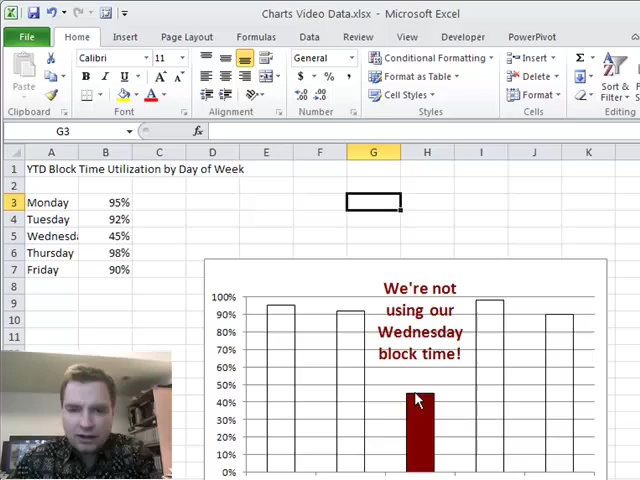 Charts Video Data.xlsx - Microsoft Excel
File Home Insert Page Layout Formulas Data Review View Developer PowerPivot
Paste
Calibri 11
B I U
A A
General
$ % ,
Conditional Formatting
Format as Table
Cell Styles
Insert
Delete
Format
Σ
Sort &
Filter
Clipboard Font Alignment Number Styles Cells Editing
G3 fx
A B C D E F G H I J K
1 YTD Block Time Utilization by Day of Week
2
3 Monday 95%
4 Tuesday 92%
5 Wednesda 45%
6 Thursday 98%
7 Friday 90%
8
9
10
11
We're not
using our
Wednesday
block time!
100%
90%
80%
70%
60%
50%
40%
30%
20%
10%
0%